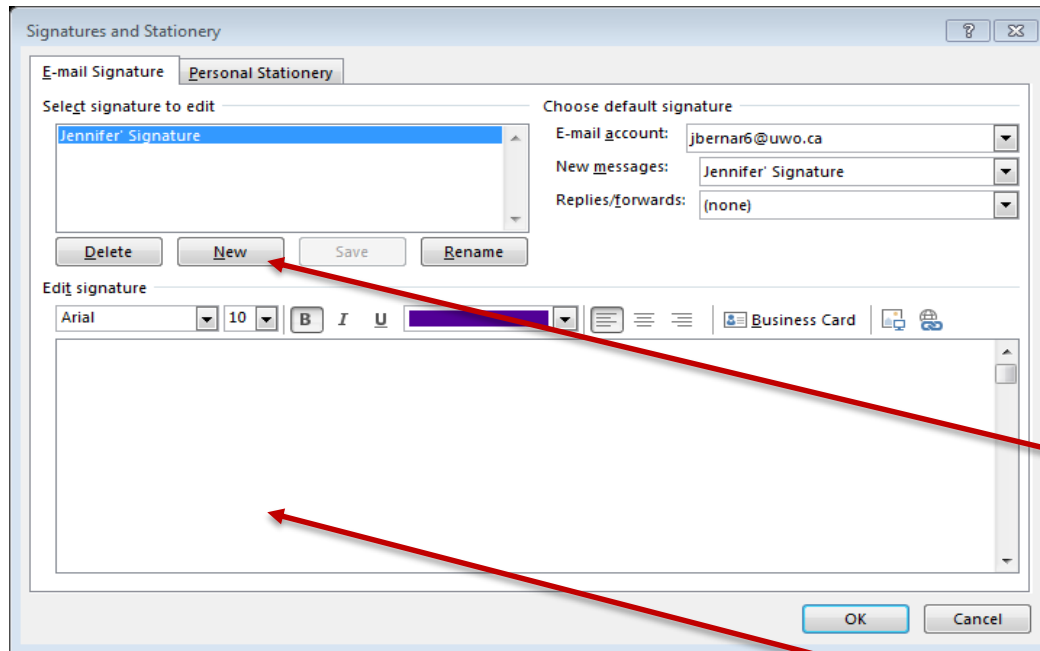 Signatures and Stationery
E-mail Signature Personal Stationery
Select signature to edit
Jennifer' Signature
Delete New Save Rename
Choose default signature
E-mail account: jbernar6@uwo.ca
New messages: Jennifer' Signature
Replies/forwards: (none)
Edit signature
Arial 10 B I U Business Card
OK Cancel